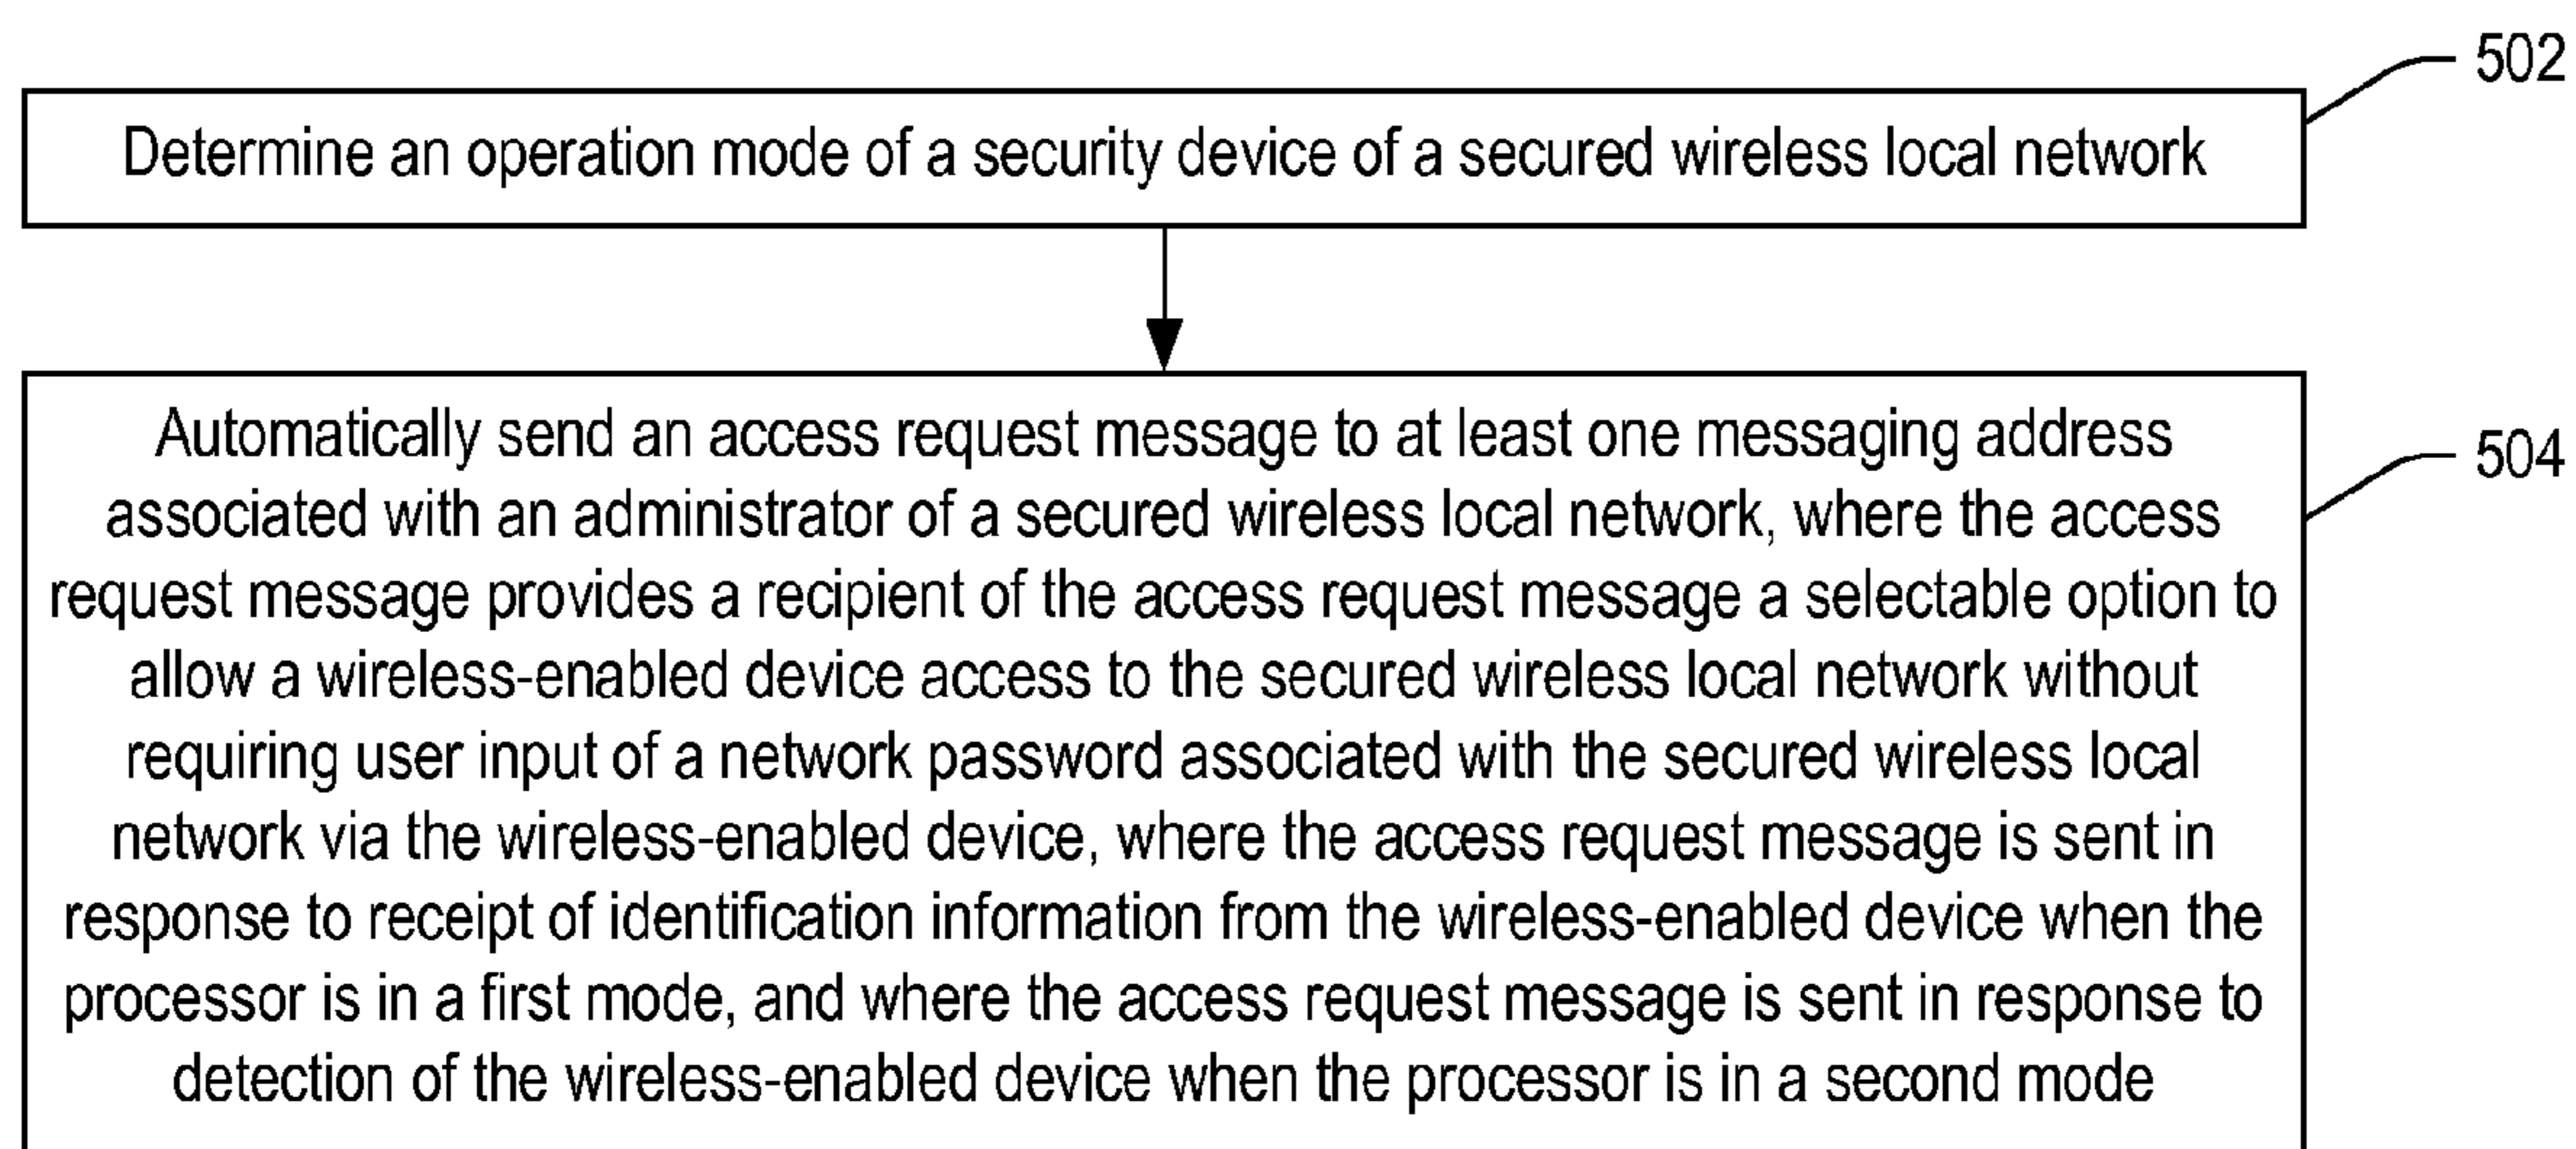 502
Determine an operation mode of a security device of a secured wireless local network
Automatically send an access request message to at least one messaging address
504
associated with an administrator of a secured wireless local network, where the access
request message provides a recipient of the access request message a selectable option to
allow a wireless-enabled device access to the secured wireless local network without
requiring user input of a network password associated with the secured wireless local
network via the wireless-enabled device, where the access request message is sent in
response to receipt of identification information from the wireless-enabled device when the
processor is in a first mode, and where the access request message is sent in response to
detection of the wireless-enabled device when the processor is in a second mode